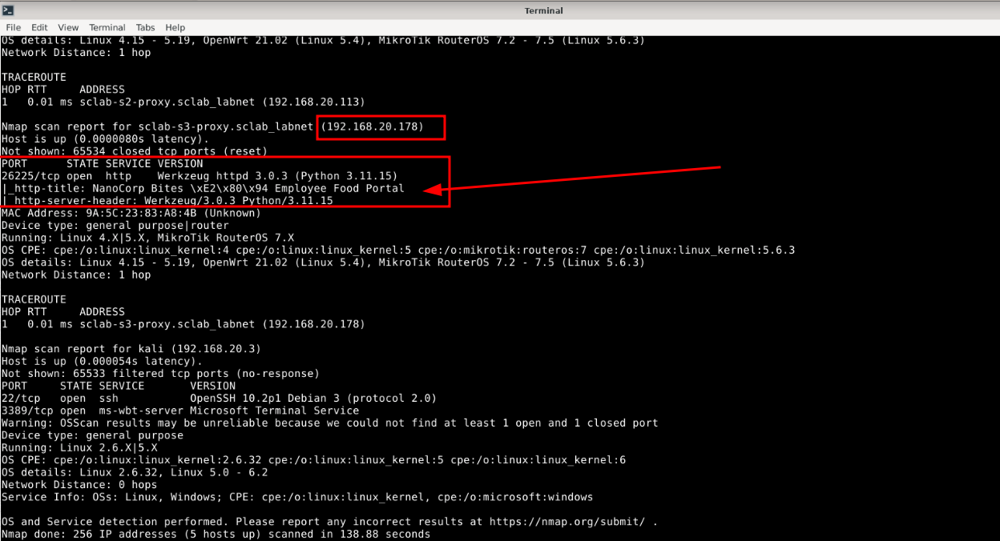 Terminal
File Edit View Terminal Tabs Help
OS details: Linux 4.15 - 5.19, OpenWrt 21.02 (Linux 5.4), MikroTik RouterOS 7.2 - 7.5 (Linux 5.6.3)
Network Distance: 1 hop
TRACEROUTE
HOP RTT     ADDRESS
1   0.01 ms sclab-s2-proxy.sclab_labnet (192.168.20.113)
Nmap scan report for sclab-s3-proxy.sclab_labnet (192.168.20.178)
Host is up (0.0000080s latency).
Not shown: 65534 closed tcp ports (reset)
PORT      STATE SERVICE VERSION
26225/tcp open  http    Werkzeug httpd 3.0.3 (Python 3.11.15)
|_http-title: NanoCorp Bites \xE2\x80\x94 Employee Food Portal
|_http-server-header: Werkzeug/3.0.3 Python/3.11.15
MAC Address: 9A:5C:23:83:A8:4B (Unknown)
Device type: general purpose|router
Running: Linux 4.X|5.X, MikroTik RouterOS 7.X
OS CPE: cpe:/o:linux:linux_kernel:4 cpe:/o:linux:linux_kernel:5 cpe:/o:mikrotik:routeros:7 cpe:/o:linux:linux_kernel:5.6.3
OS details: Linux 4.15 - 5.19, OpenWrt 21.02 (Linux 5.4), MikroTik RouterOS 7.2 - 7.5 (Linux 5.6.3)
Network Distance: 1 hop
TRACEROUTE
HOP RTT     ADDRESS
1   0.01 ms sclab-s3-proxy.sclab_labnet (192.168.20.178)
Nmap scan report for kali (192.168.20.3)
Host is up (0.000054s latency).
Not shown: 65533 filtered tcp ports (no-response)
PORT     STATE SERVICE       VERSION
22/tcp   open  ssh           OpenSSH 10.2p1 Debian 3 (protocol 2.0)
3389/tcp open  ms-wbt-server Microsoft Terminal Service
Warning: OSScan results may be unreliable because we could not find at least 1 open and 1 closed port
Device type: general purpose
Running: Linux 2.6.X|5.X
OS CPE: cpe:/o:linux:linux_kernel:2.6.32 cpe:/o:linux:linux_kernel:5 cpe:/o:linux:linux_kernel:6
OS details: Linux 2.6.32, Linux 5.0 - 6.2
Network Distance: 0 hops
Service Info: OSs: Linux, Windows; CPE: cpe:/o:linux:linux_kernel, cpe:/o:microsoft:windows
OS and Service detection performed. Please report any incorrect results at https://nmap.org/submit/ .
Nmap done: 256 IP addresses (5 hosts up) scanned in 138.88 seconds